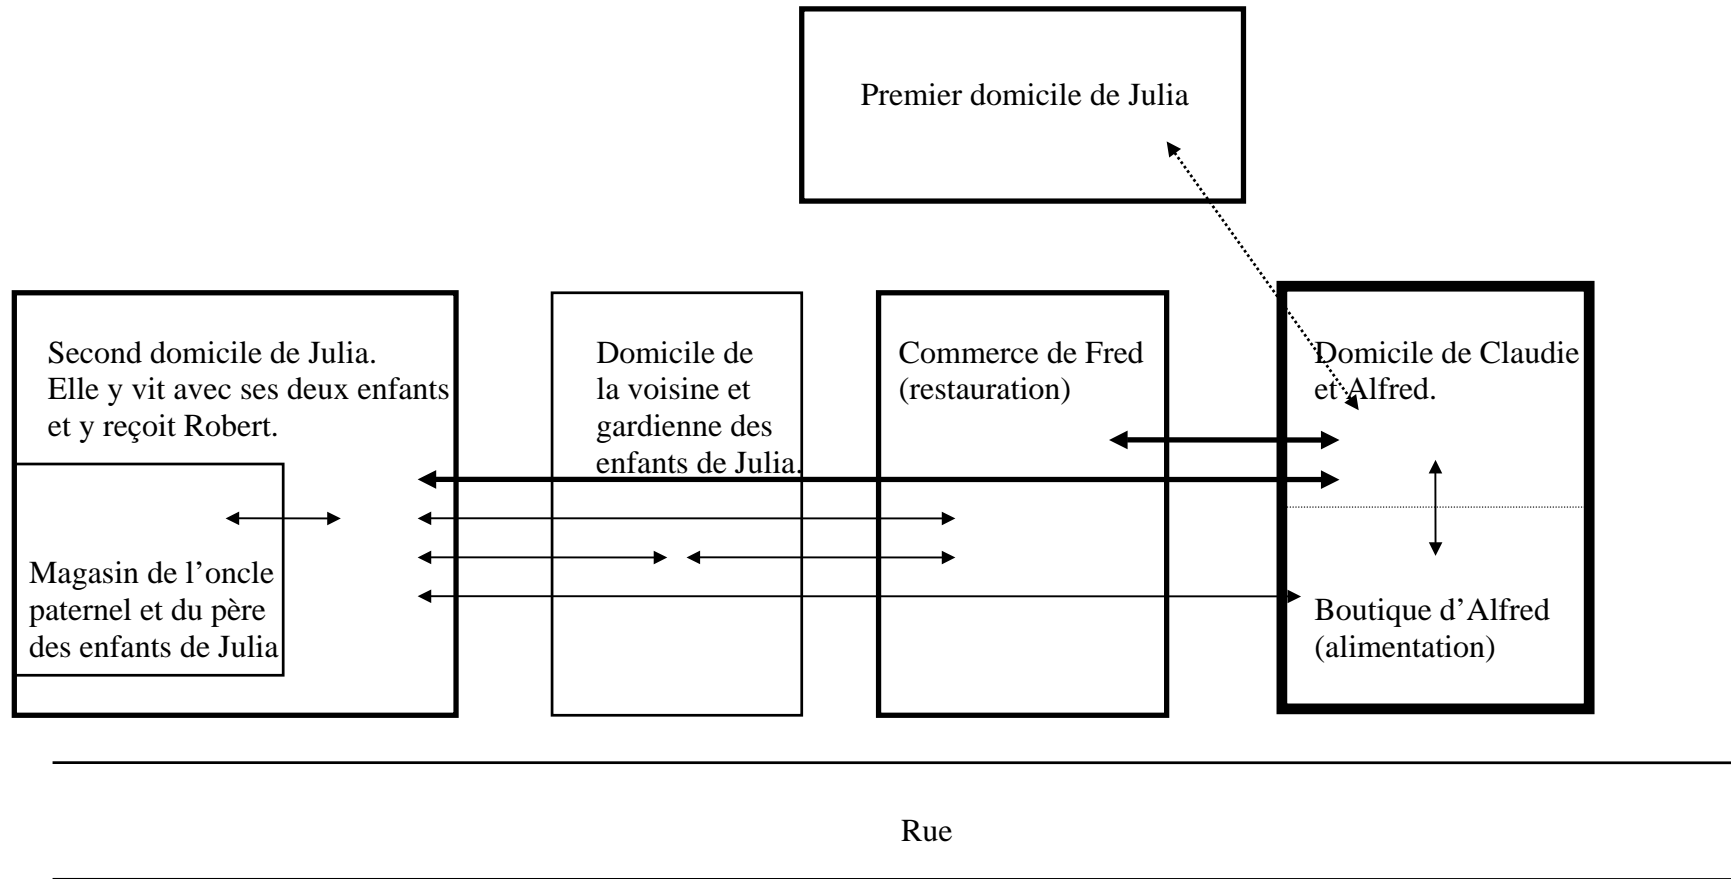 Premier domicile de Julia
Second domicile de Julia.
Elle y vit avec ses deux enfants
et y reçoit Robert.
Magasin de l’oncle
paternel et du père
des enfants de Julia
Domicile de
la voisine et
gardienne des
enfants de Julia.
Commerce de Fred
(restauration)
Domicile de Claudie
et Alfred.
Boutique d’Alfred
(alimentation)
Rue